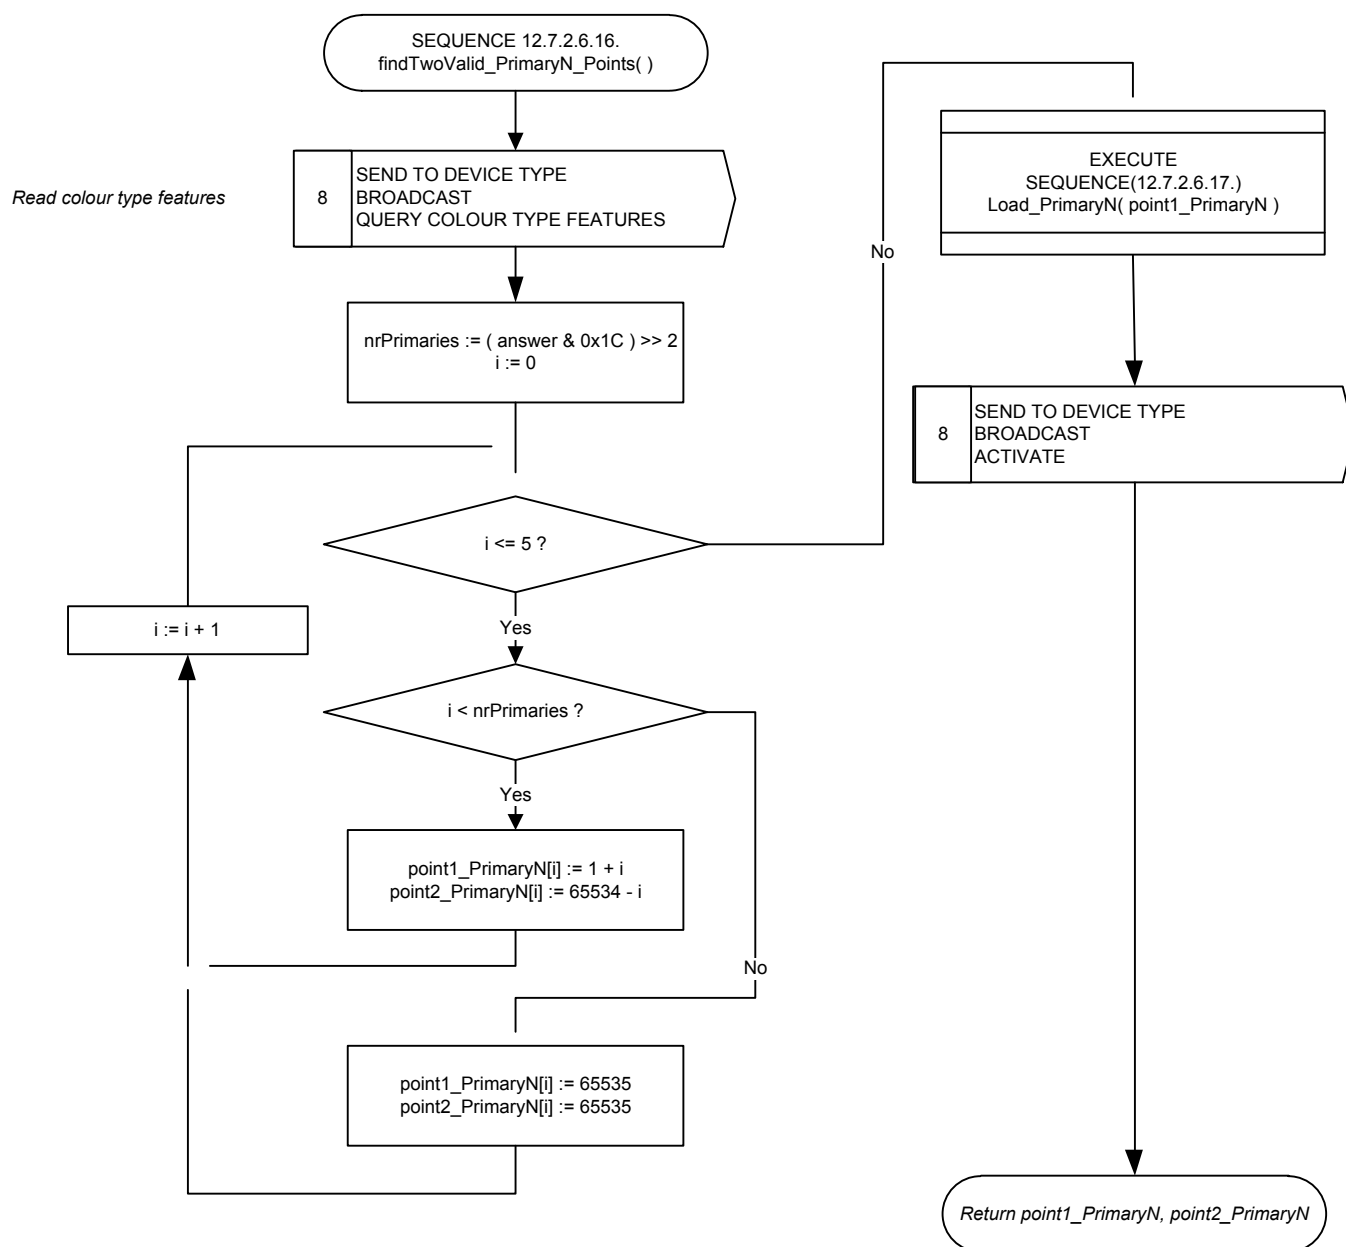 SEQUENCE 12.7.2.6.16.
findTwoValid_PrimaryN_Points( )
Read colour type features
8
SEND TO DEVICE TYPE
BROADCAST
QUERY COLOUR TYPE FEATURES
nrPrimaries := ( answer & 0x1C ) >> 2
i := 0
i <= 5 ?
No
Yes
i := i + 1
i < nrPrimaries ?
Yes
No
point1_PrimaryN[i] := 1 + i
point2_PrimaryN[i] := 65534 - i
point1_PrimaryN[i] := 65535
point2_PrimaryN[i] := 65535
EXECUTE
SEQUENCE(12.7.2.6.17.)
Load_PrimaryN( point1_PrimaryN )
8
SEND TO DEVICE TYPE
BROADCAST
ACTIVATE
Return point1_PrimaryN, point2_PrimaryN